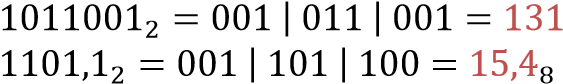 1011001₂ = 001 | 011 | 001 = 131
1101,1₂ = 001 | 101 | 100 = 15,4₈